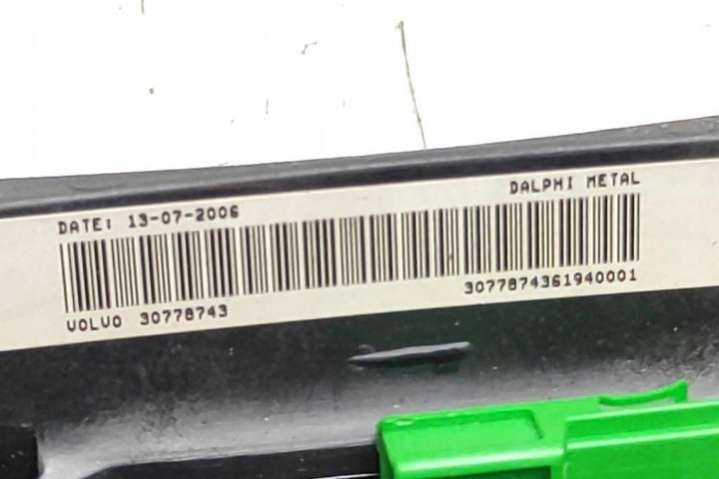 DATE: 13-07-2006
DALPHI METAL
VOLVO 30778743
3077874361940001